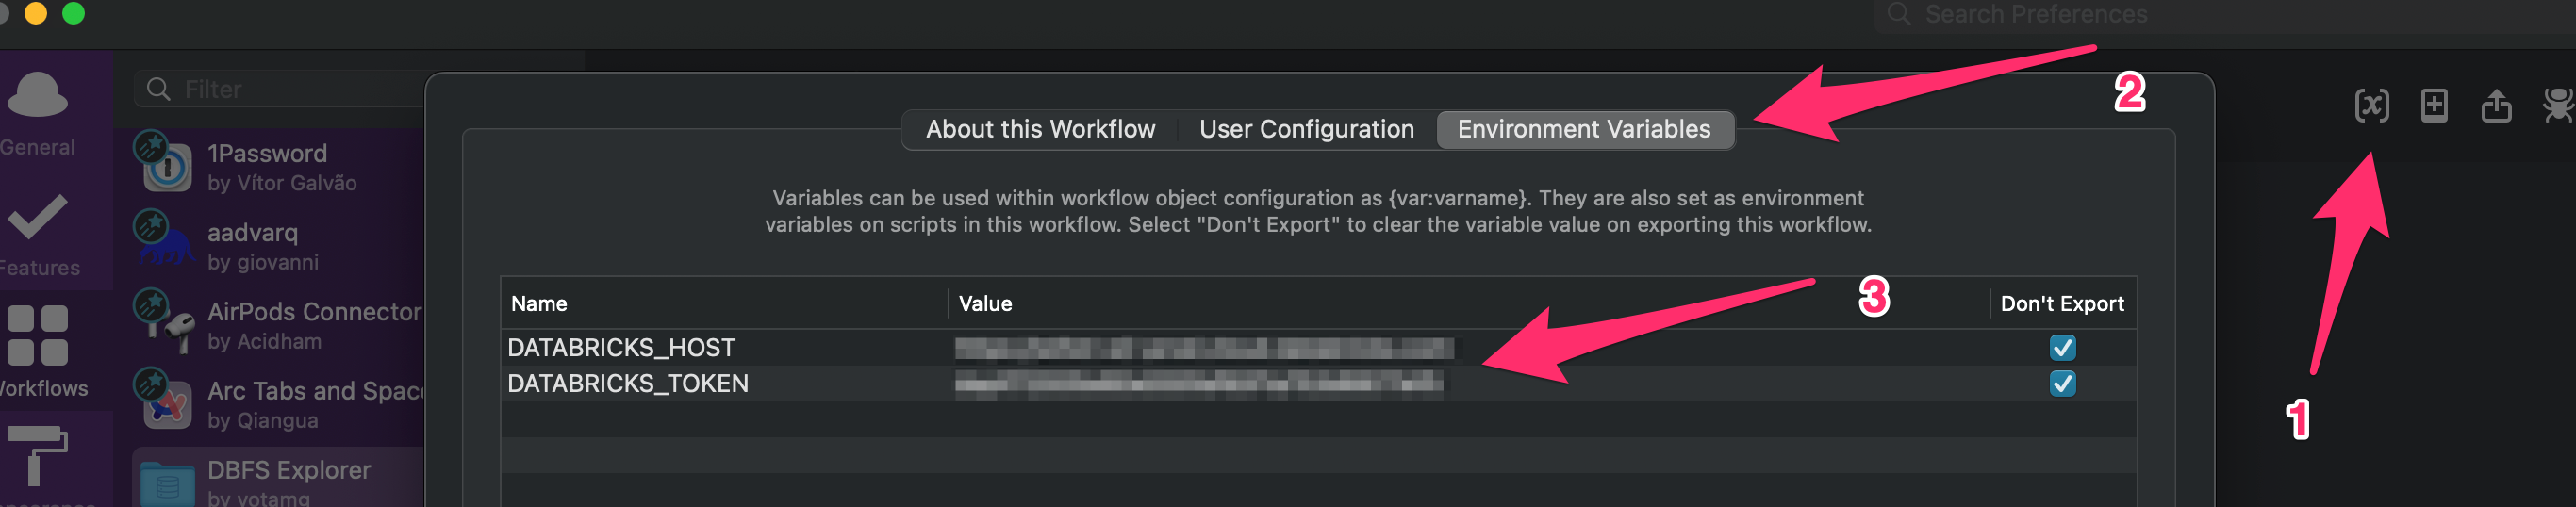 Search Preferences
Filter
General
Features
Workflows
1Password
by Vítor Galvão
aadvarq
by giovanni
AirPods Connector
by Acidham
Arc Tabs and Spac
by Qiangua
DBFS Explorer
by yotamg
About this Workflow
User Configuration
Environment Variables
Variables can be used within workflow object configuration as {var:varname}. They are also set as environment
variables on scripts in this workflow. Select "Don't Export" to clear the variable value on exporting this workflow.
Name
Value
Don't Export
DATABRICKS_HOST
DATABRICKS_TOKEN
2
3
1